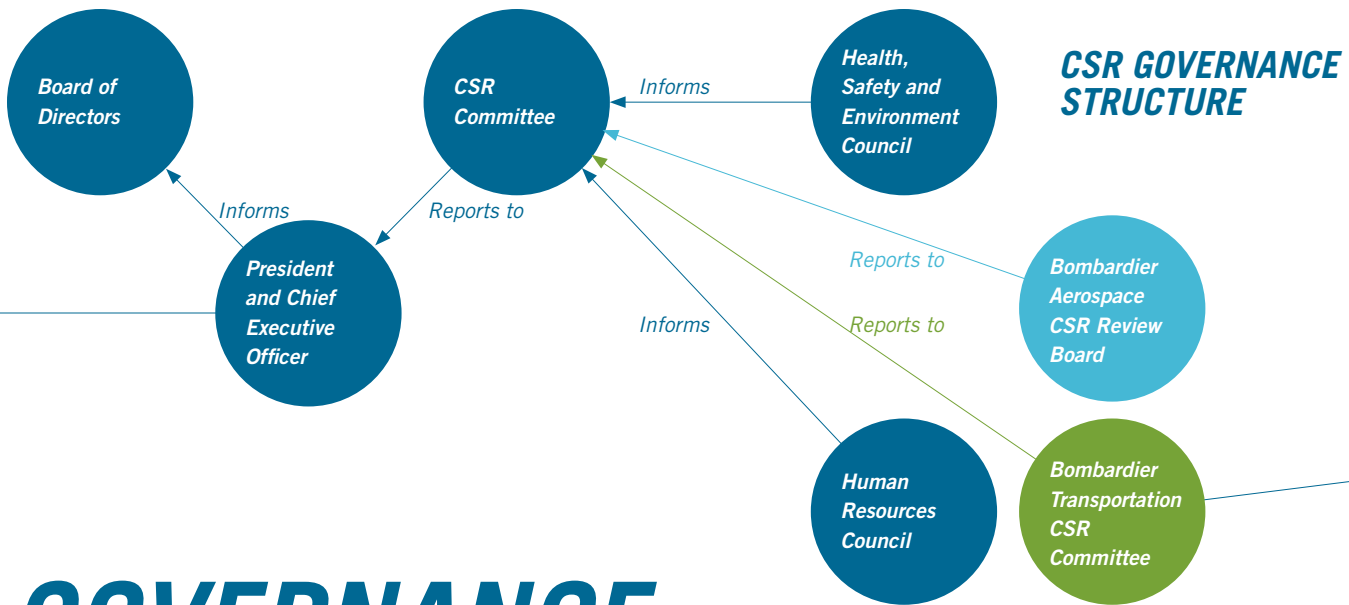 Board of
Directors
CSR
Committee
Informs
Health,
Safety and
Environment
Council
CSR GOVERNANCE
STRUCTURE
Informs
Reports to
President
and Chief
Executive
Officer
Reports to
Bombardier
Aerospace
CSR Review
Board
Informs
Reports to
Human
Resources
Council
Bombardier
Transportation
CSR
Committee
GOVERNANCE